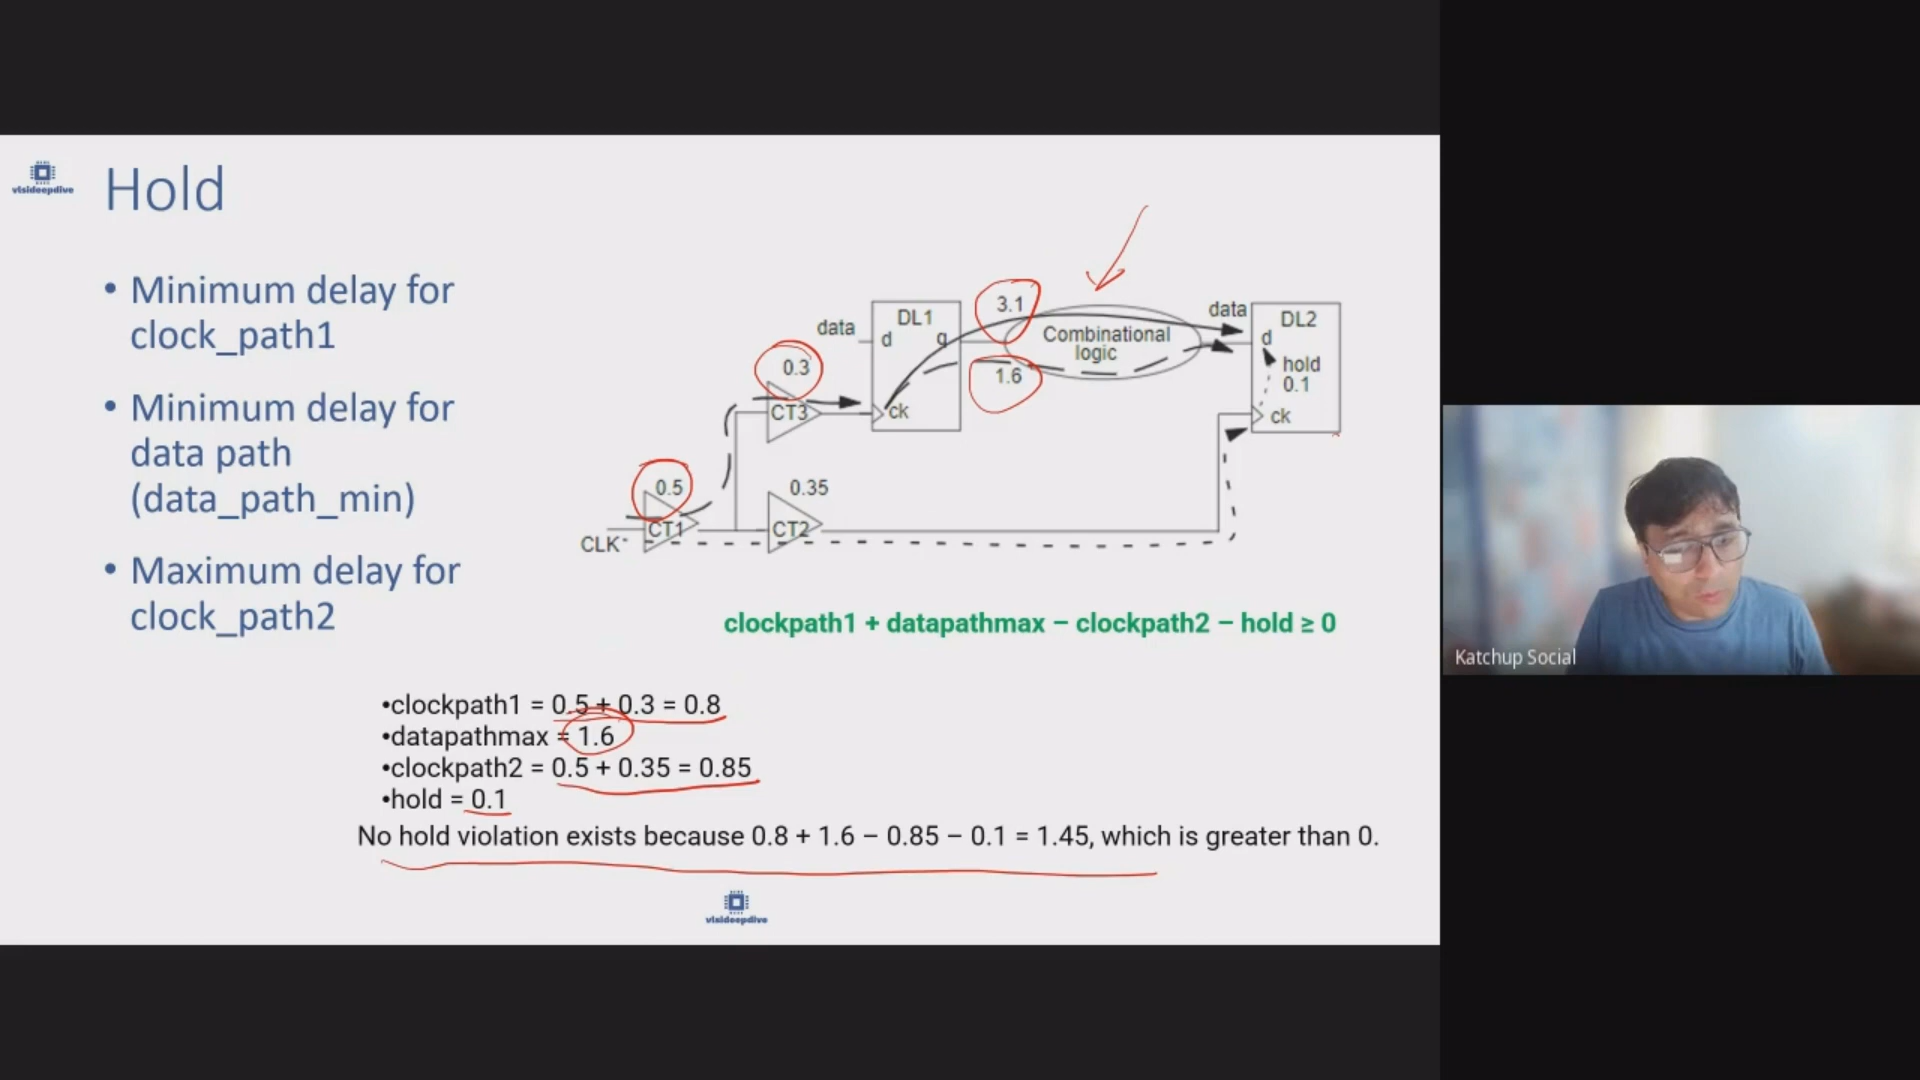 vlsideepdive
Hold
• Minimum delay for
clock_path1
• Minimum delay for
data path
(data_path_min)
• Maximum delay for
clock_path2
3.1
data
DL1
d
q
Combinational
logic
data
DL2
d
hold
0.1
ck
0.3
1.6
CT3
ck
0.5
0.35
CT1
CT2
CLK
clockpath1 + datapathmax – clockpath2 – hold ≥ 0
•clockpath1 = 0.5 + 0.3 = 0.8
•datapathmax = 1.6
•clockpath2 = 0.5 + 0.35 = 0.85
•hold = 0.1
No hold violation exists because 0.8 + 1.6 – 0.85 – 0.1 = 1.45, which is greater than 0.
vlsideepdive
Katchup Social